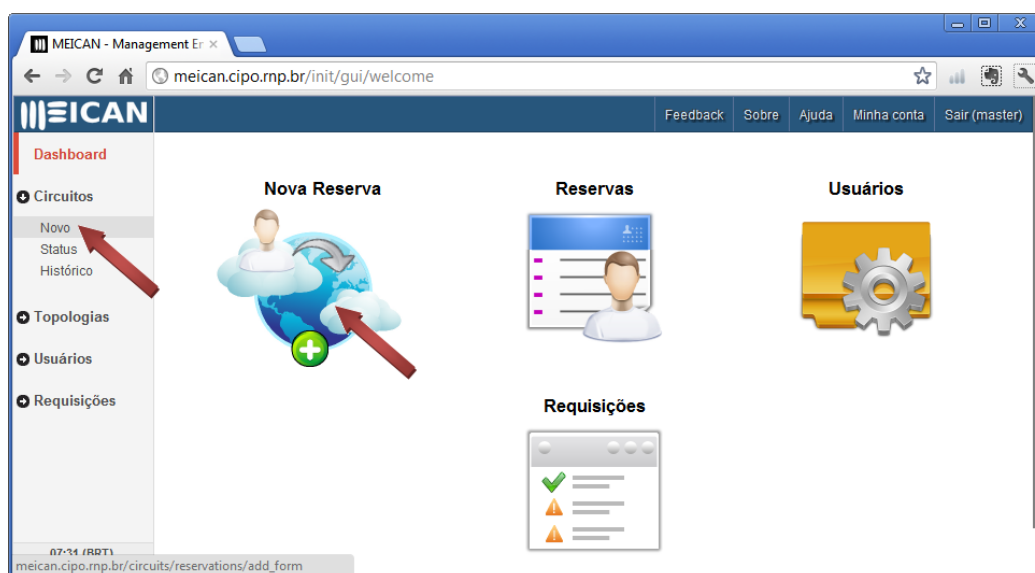 MEICAN - Management Er
meican.cipo.rnp.br/init/gui/welcome
MEICAN
Feedback Sobre Ajuda Minha conta Sair (master)
Dashboard
Circuitos
Novo
Status
Histórico
Topologias
Usuários
Requisições
Nova Reserva
Reservas
Usuários
Requisições
07:31 (BRT)
meican.cipo.rnp.br/circuits/reservations/add_form